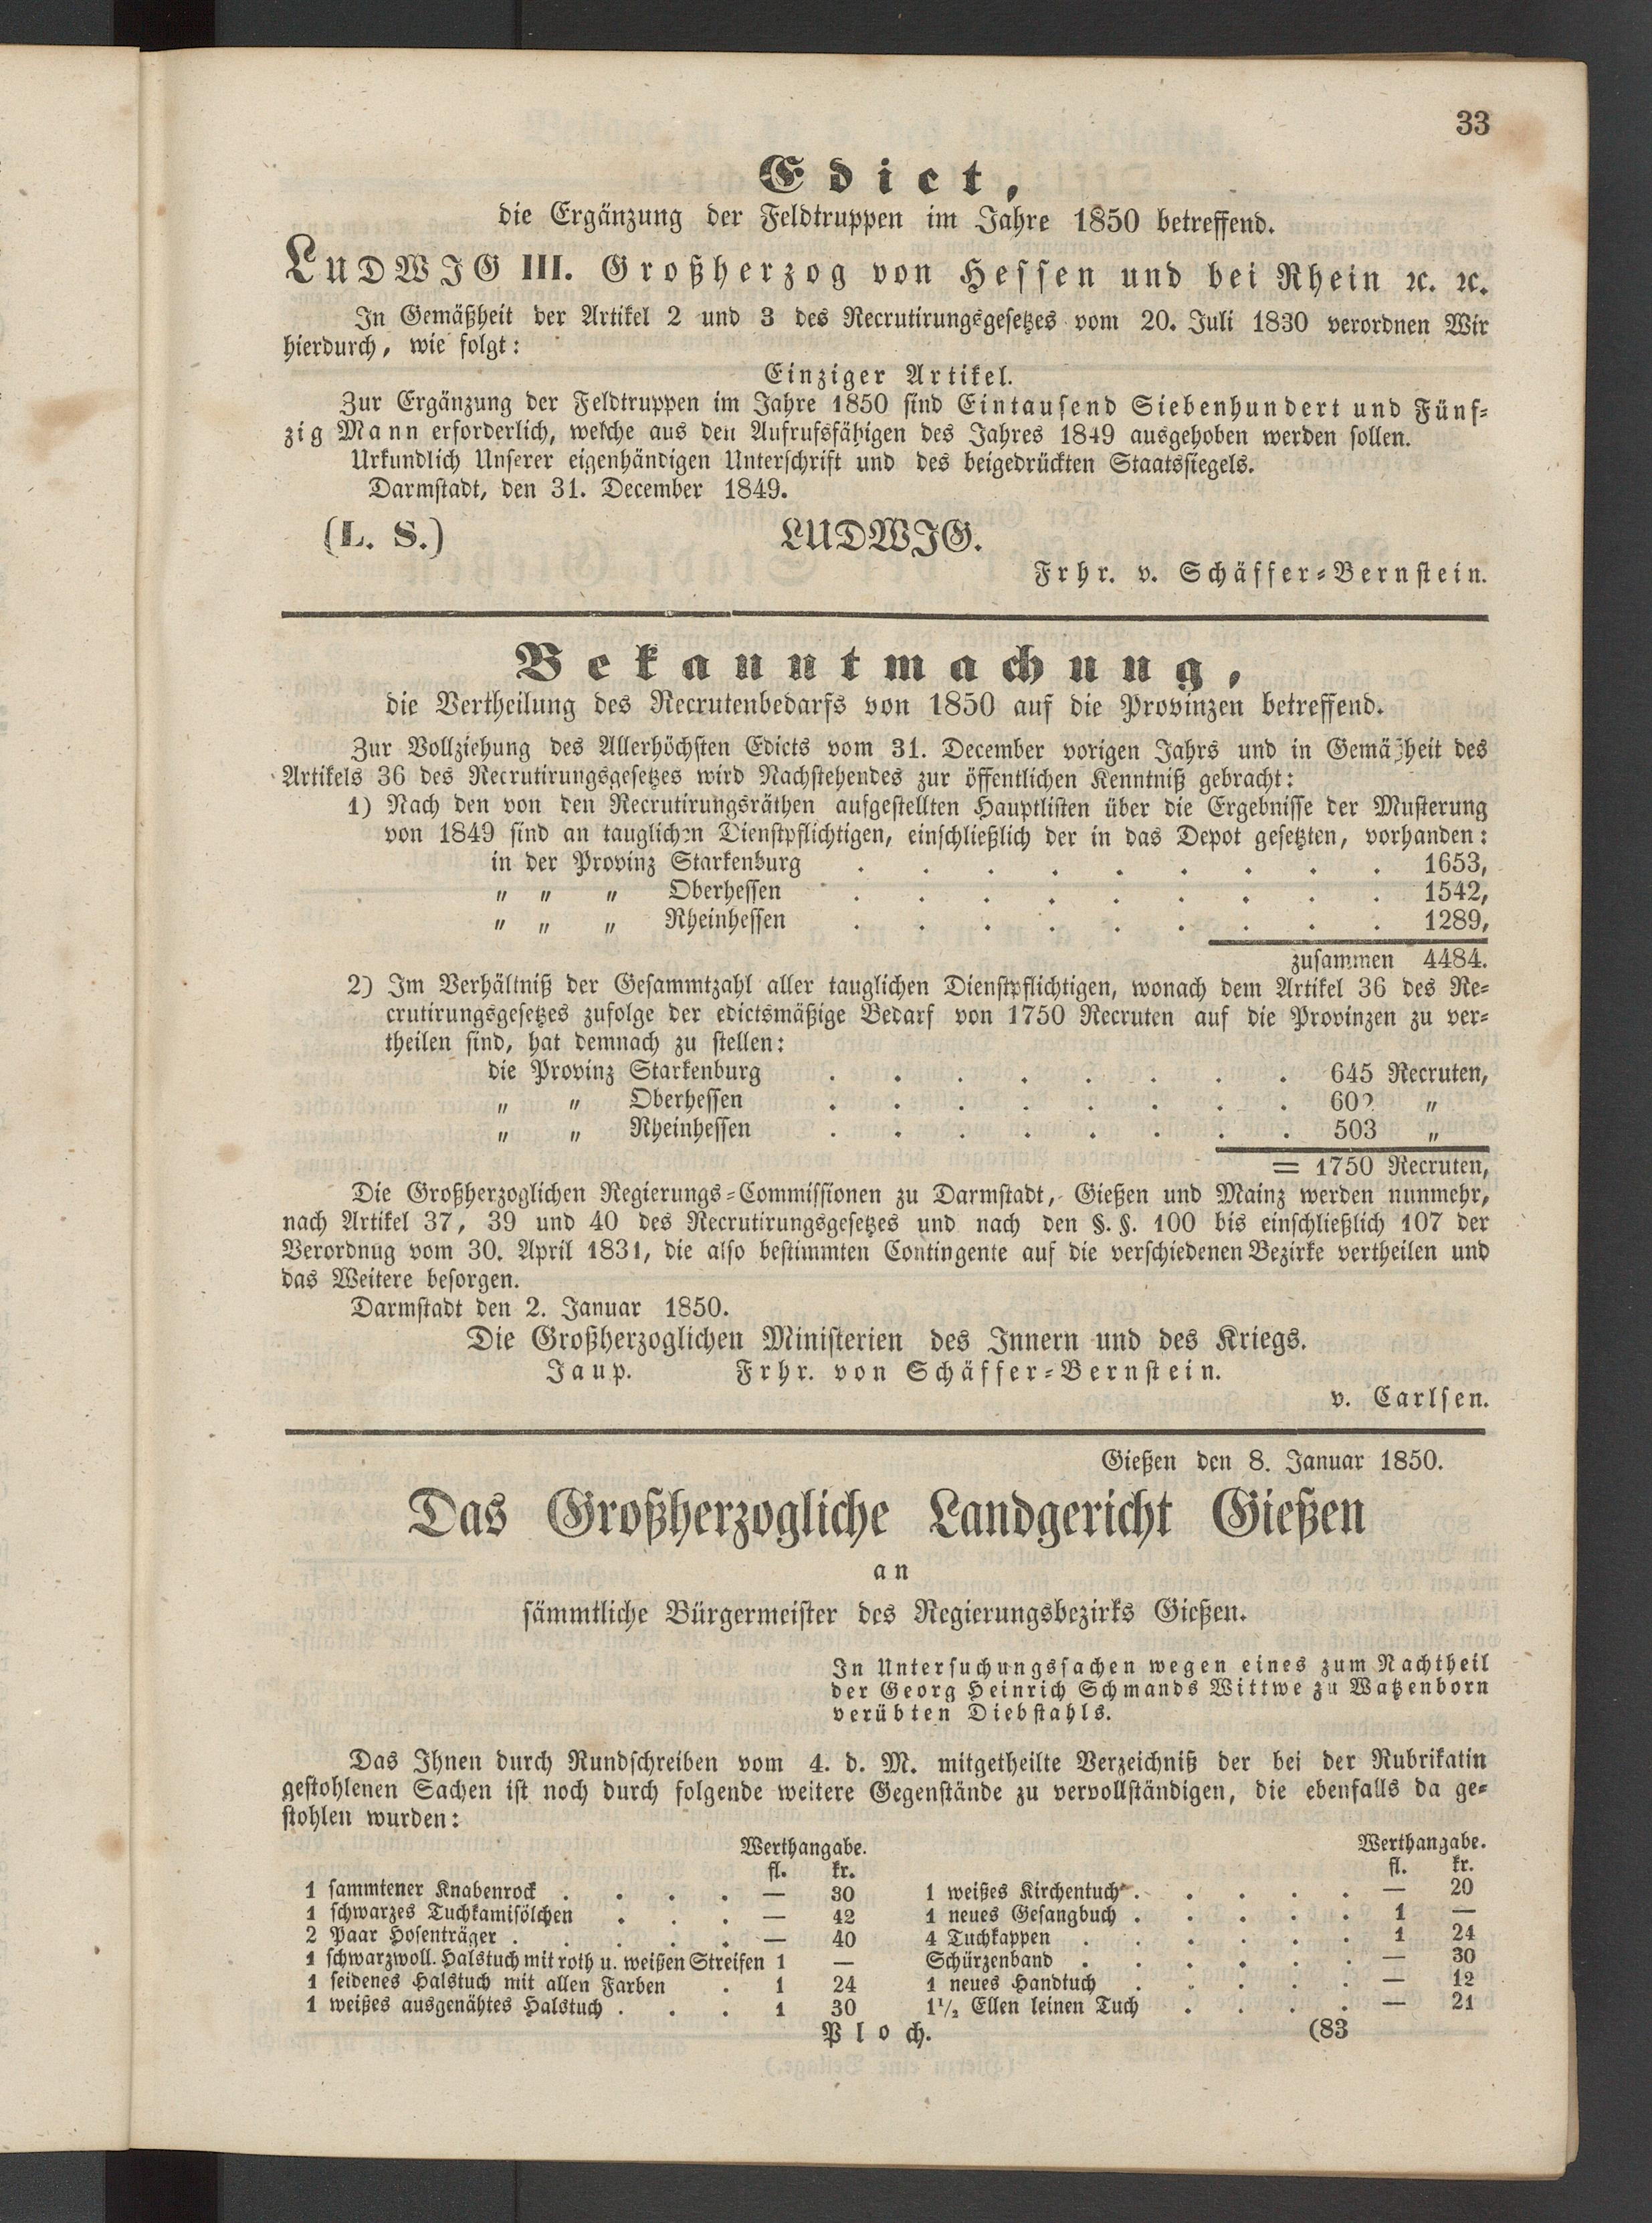 33
Edict,
die Ergänzung der Feldtruppen im Jahre 1850 betreffend.
LUDWIG III. Großherzog von Hessen und bei Rhein ꝛc. ꝛc.
In Gemäßheit der Artikel 2 und 3 des Recrutirungsgesetzes vom 20. Juli 1830 verordnen Wir
hierdurch, wie folgt:
Einziger Artikel.
Zur Ergänzung der Feldtruppen im Jahre 1850 sind Eintausend Siebenhundert und Fünf-
zig Mann erforderlich, welche aus den Aufrufsfähigen des Jahres 1849 ausgehoben werden sollen.
Urkundlich Unserer eigenhändigen Unterschrift und des beigedrückten Staatssiegels.
Darmstadt, den 31. December 1849.
(L. S.) LUDWIG.
Frhr. v. Schäffer-Bernstein.
Bekanntmachung,
die Vertheilung des Recrutenbedarfs von 1850 auf die Provinzen betreffend.
Zur Vollziehung des Allerhöchsten Edicts vom 31. December vorigen Jahrs und in Gemäßheit des
Artikels 36 des Recrutirungsgesetzes wird Nachstehendes zur öffentlichen Kenntniß gebracht:
1) Nach den von den Recrutirungsräthen aufgestellten Hauptlisten über die Ergebnisse der Musterung
von 1849 sind an tauglichen Dienstpflichtigen, einschließlich der in das Depot gesetzten, vorhanden:
in der Provinz Starkenburg . . . . . . . . . 1653,
" " " Oberhessen . . . . . . . . . 1542,
" " " Rheinhessen . . . . . . . . . 1289,
zusammen 4484.
2) Im Verhältniß der Gesammtzahl aller tauglichen Dienstpflichtigen, wonach dem Artikel 36 des Re-
crutirungsgesetzes zufolge der edictsmäßige Bedarf von 1750 Recruten auf die Provinzen zu ver-
theilen sind, hat demnach zu stellen:
die Provinz Starkenburg . . . . . . . . 645 Recruten,
" " Oberhessen . . . . . . . . 602 "
" " Rheinhessen . . . . . . . . 503 "
= 1750 Recruten,
Die Großherzoglichen Regierungs-Commissionen zu Darmstadt, Gießen und Mainz werden nunmehr,
nach Artikel 37, 39 und 40 des Recrutirungsgesetzes und nach den §. §. 100 bis einschließlich 107 der
Verordnug vom 30. April 1831, die also bestimmten Contingente auf die verschiedenen Bezirke vertheilen und
das Weitere besorgen.
Darmstadt den 2. Januar 1850.
Die Großherzoglichen Ministerien des Innern und des Kriegs.
Jaup. Frhr. von Schäffer-Bernstein.
v. Carlsen.
Gießen den 8. Januar 1850.
Das Großherzogliche Landgericht Gießen
an
sämmtliche Bürgermeister des Regierungsbezirks Gießen.
In Untersuchungssachen wegen eines zum Nachtheil
der Georg Heinrich Schmands Wittwe zu Watzenborn
verübten Diebstahls.
Das Ihnen durch Rundschreiben vom 4. d. M. mitgetheilte Verzeichniß der bei der Rubrikatin
gestohlenen Sachen ist noch durch folgende weitere Gegenstände zu vervollständigen, die ebenfalls da ge-
stohlen wurden:
Werthangabe. Werthangabe.
fl. kr. fl. kr.
1 sammtener Knabenrock . . . . — 30 1 weißes Kirchentuch . . . . . — 20
1 schwarzes Tuchkamisölchen . . . — 42 1 neues Gesangbuch . . . . . 1 —
2 Paar Hosenträger . . . . . — 40 4 Tuchkappen . . . . . . 1 24
1 schwarzwoll. Halstuch mit roth u. weißen Streifen 1 — Schürzenband . . . . . . — 30
1 seidenes Halstuch mit allen Farben . 1 24 1 neues Handtuch . . . . . — 12
1 weißes ausgenähtes Halstuch . . . 1 30 1½ Ellen leinen Tuch . . . . — 21
Ploch. (83